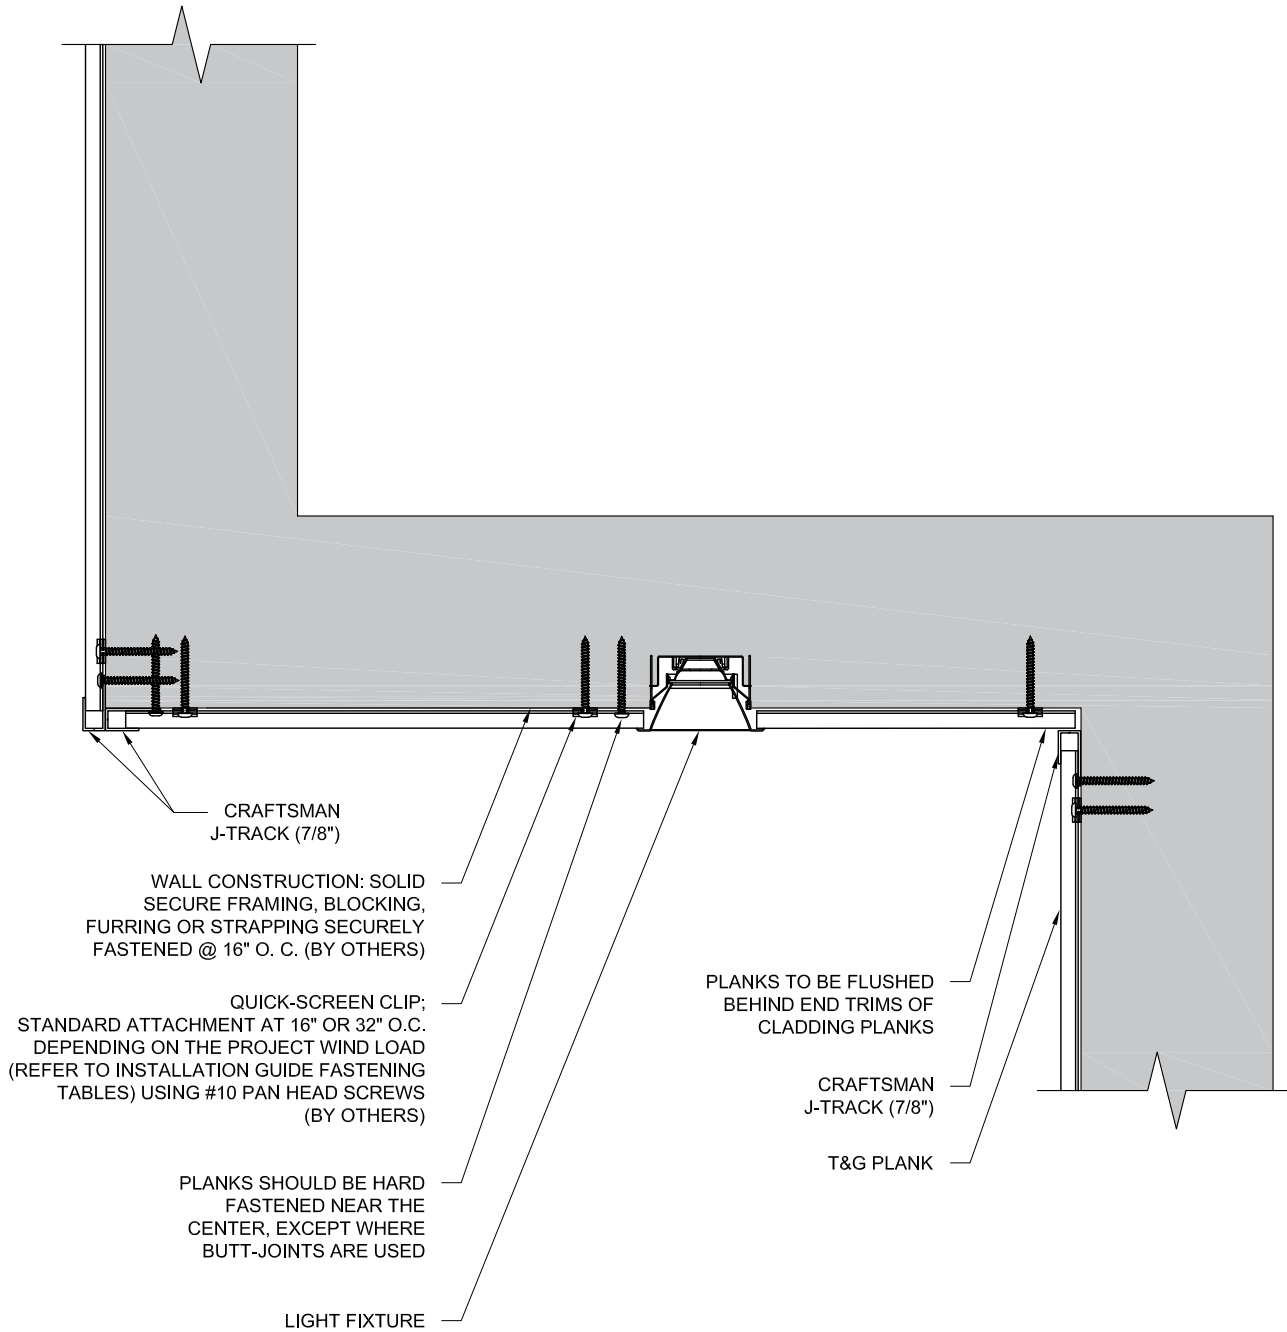 CRAFTSMAN
J-TRACK (7/8")
WALL CONSTRUCTION: SOLID
SECURE FRAMING, BLOCKING,
FURRING OR STRAPPING SECURELY
FASTENED @ 16" O. C. (BY OTHERS)
QUICK-SCREEN CLIP;
STANDARD ATTACHMENT AT 16" OR 32" O.C.
DEPENDING ON THE PROJECT WIND LOAD
(REFER TO INSTALLATION GUIDE FASTENING
TABLES) USING #10 PAN HEAD SCREWS
(BY OTHERS)
PLANKS SHOULD BE HARD
FASTENED NEAR THE
CENTER, EXCEPT WHERE
BUTT-JOINTS ARE USED
LIGHT FIXTURE
PLANKS TO BE FLUSHED
BEHIND END TRIMS OF
CLADDING PLANKS
CRAFTSMAN
J-TRACK (7/8")
T&G PLANK